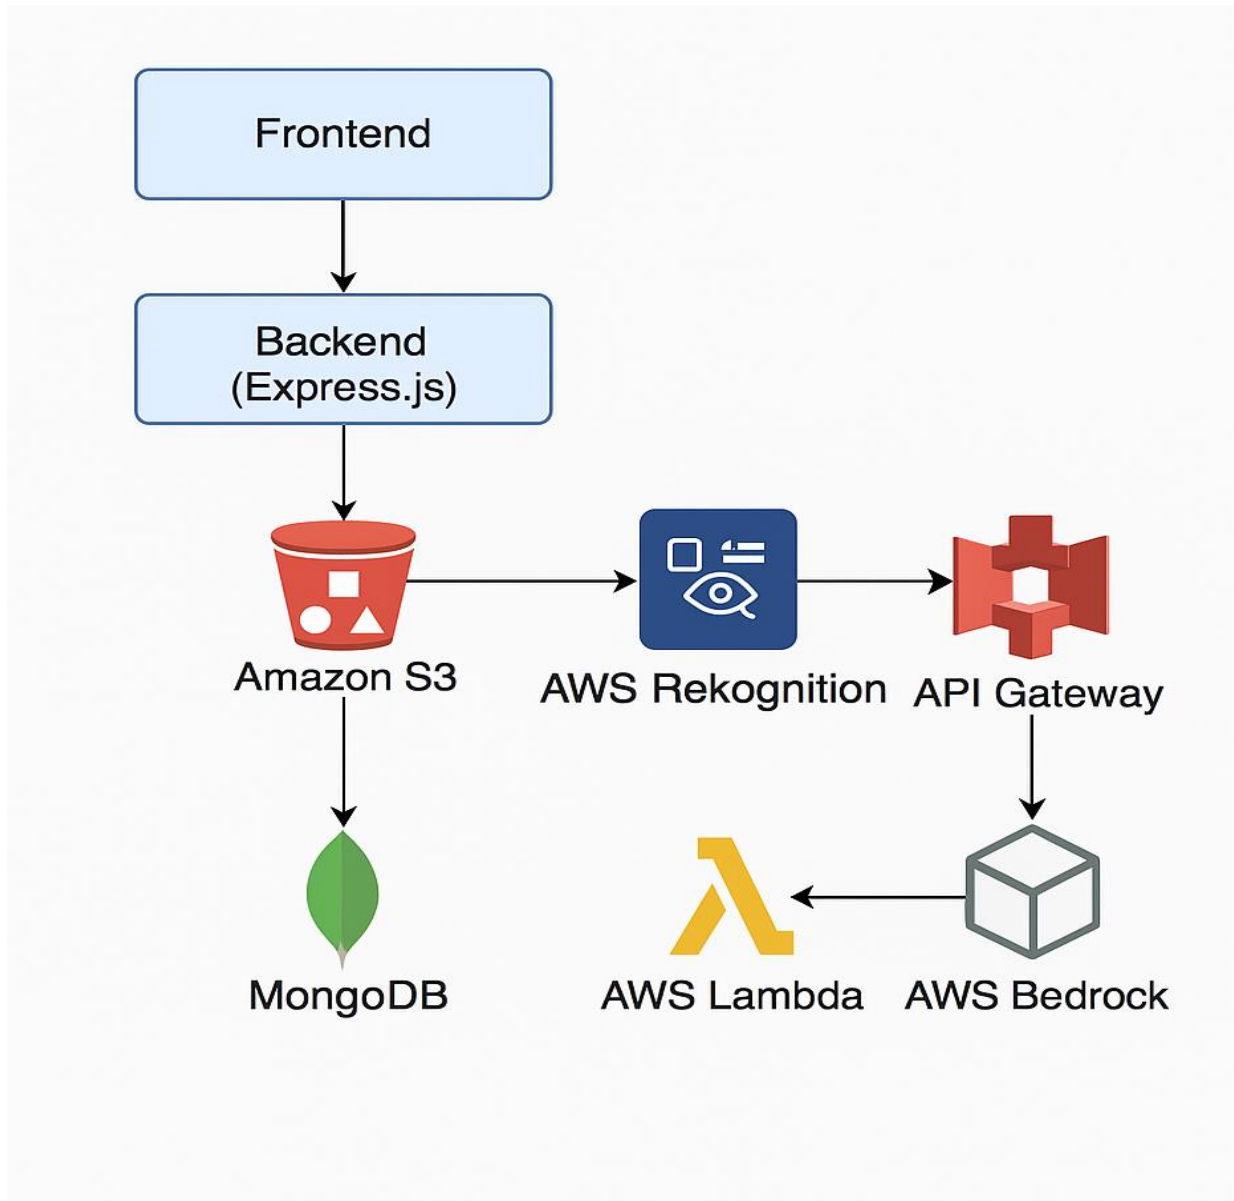 Frontend
Backend
(Express.js)
Amazon S3
AWS Rekognition
API Gateway
MongoDB
AWS Lambda
AWS Bedrock